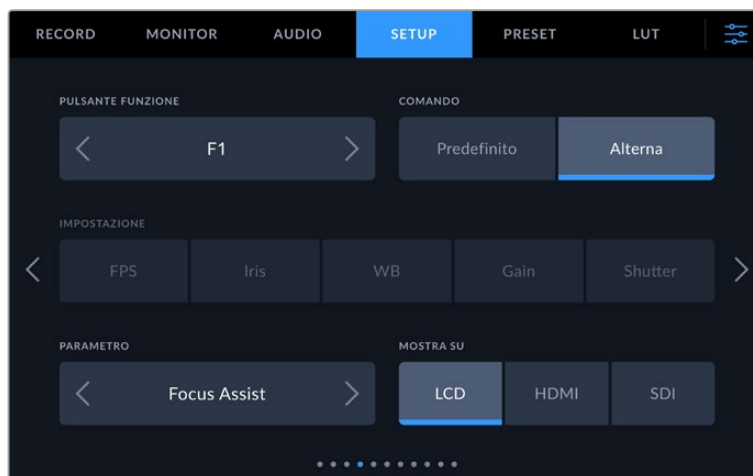 RECORD MONITOR AUDIO SETUP PRESET LUT
PULSANTE FUNZIONE COMANDO
F1 Predefinito Alterna
IMPOSTAZIONE
FPS Iris WB Gain Shutter
PARAMETRO MOSTRA SU
Focus Assist LCD HDMI SDI